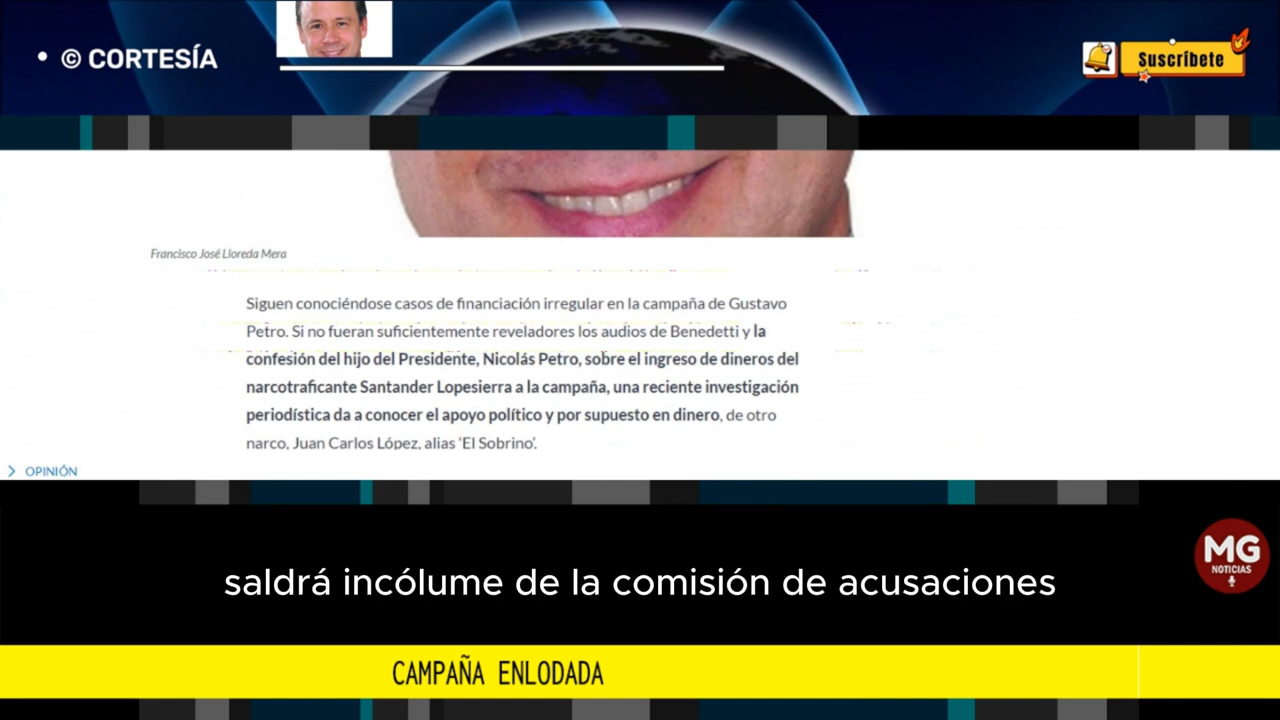 • © CORTESÍA
Suscríbete
Francisco José Lloreda Mera
Siguen conociéndose casos de financiación irregular en la campaña de Gustavo
Petro. Si no fueran suficientemente reveladores los audios de Benedetti y la
confesión del hijo del Presidente, Nicolás Petro, sobre el ingreso de dineros del
narcotraficante Santander Lopesierra a la campaña, una reciente investigación
periodística da a conocer el apoyo político y por supuesto en dinero, de otro
narco, Juan Carlos López, alias ‘El Sobrino’.
> OPINIÓN
MG
NOTICIAS
saldrá incólume de la comisión de acusaciones
CAMPAÑA ENLODADA